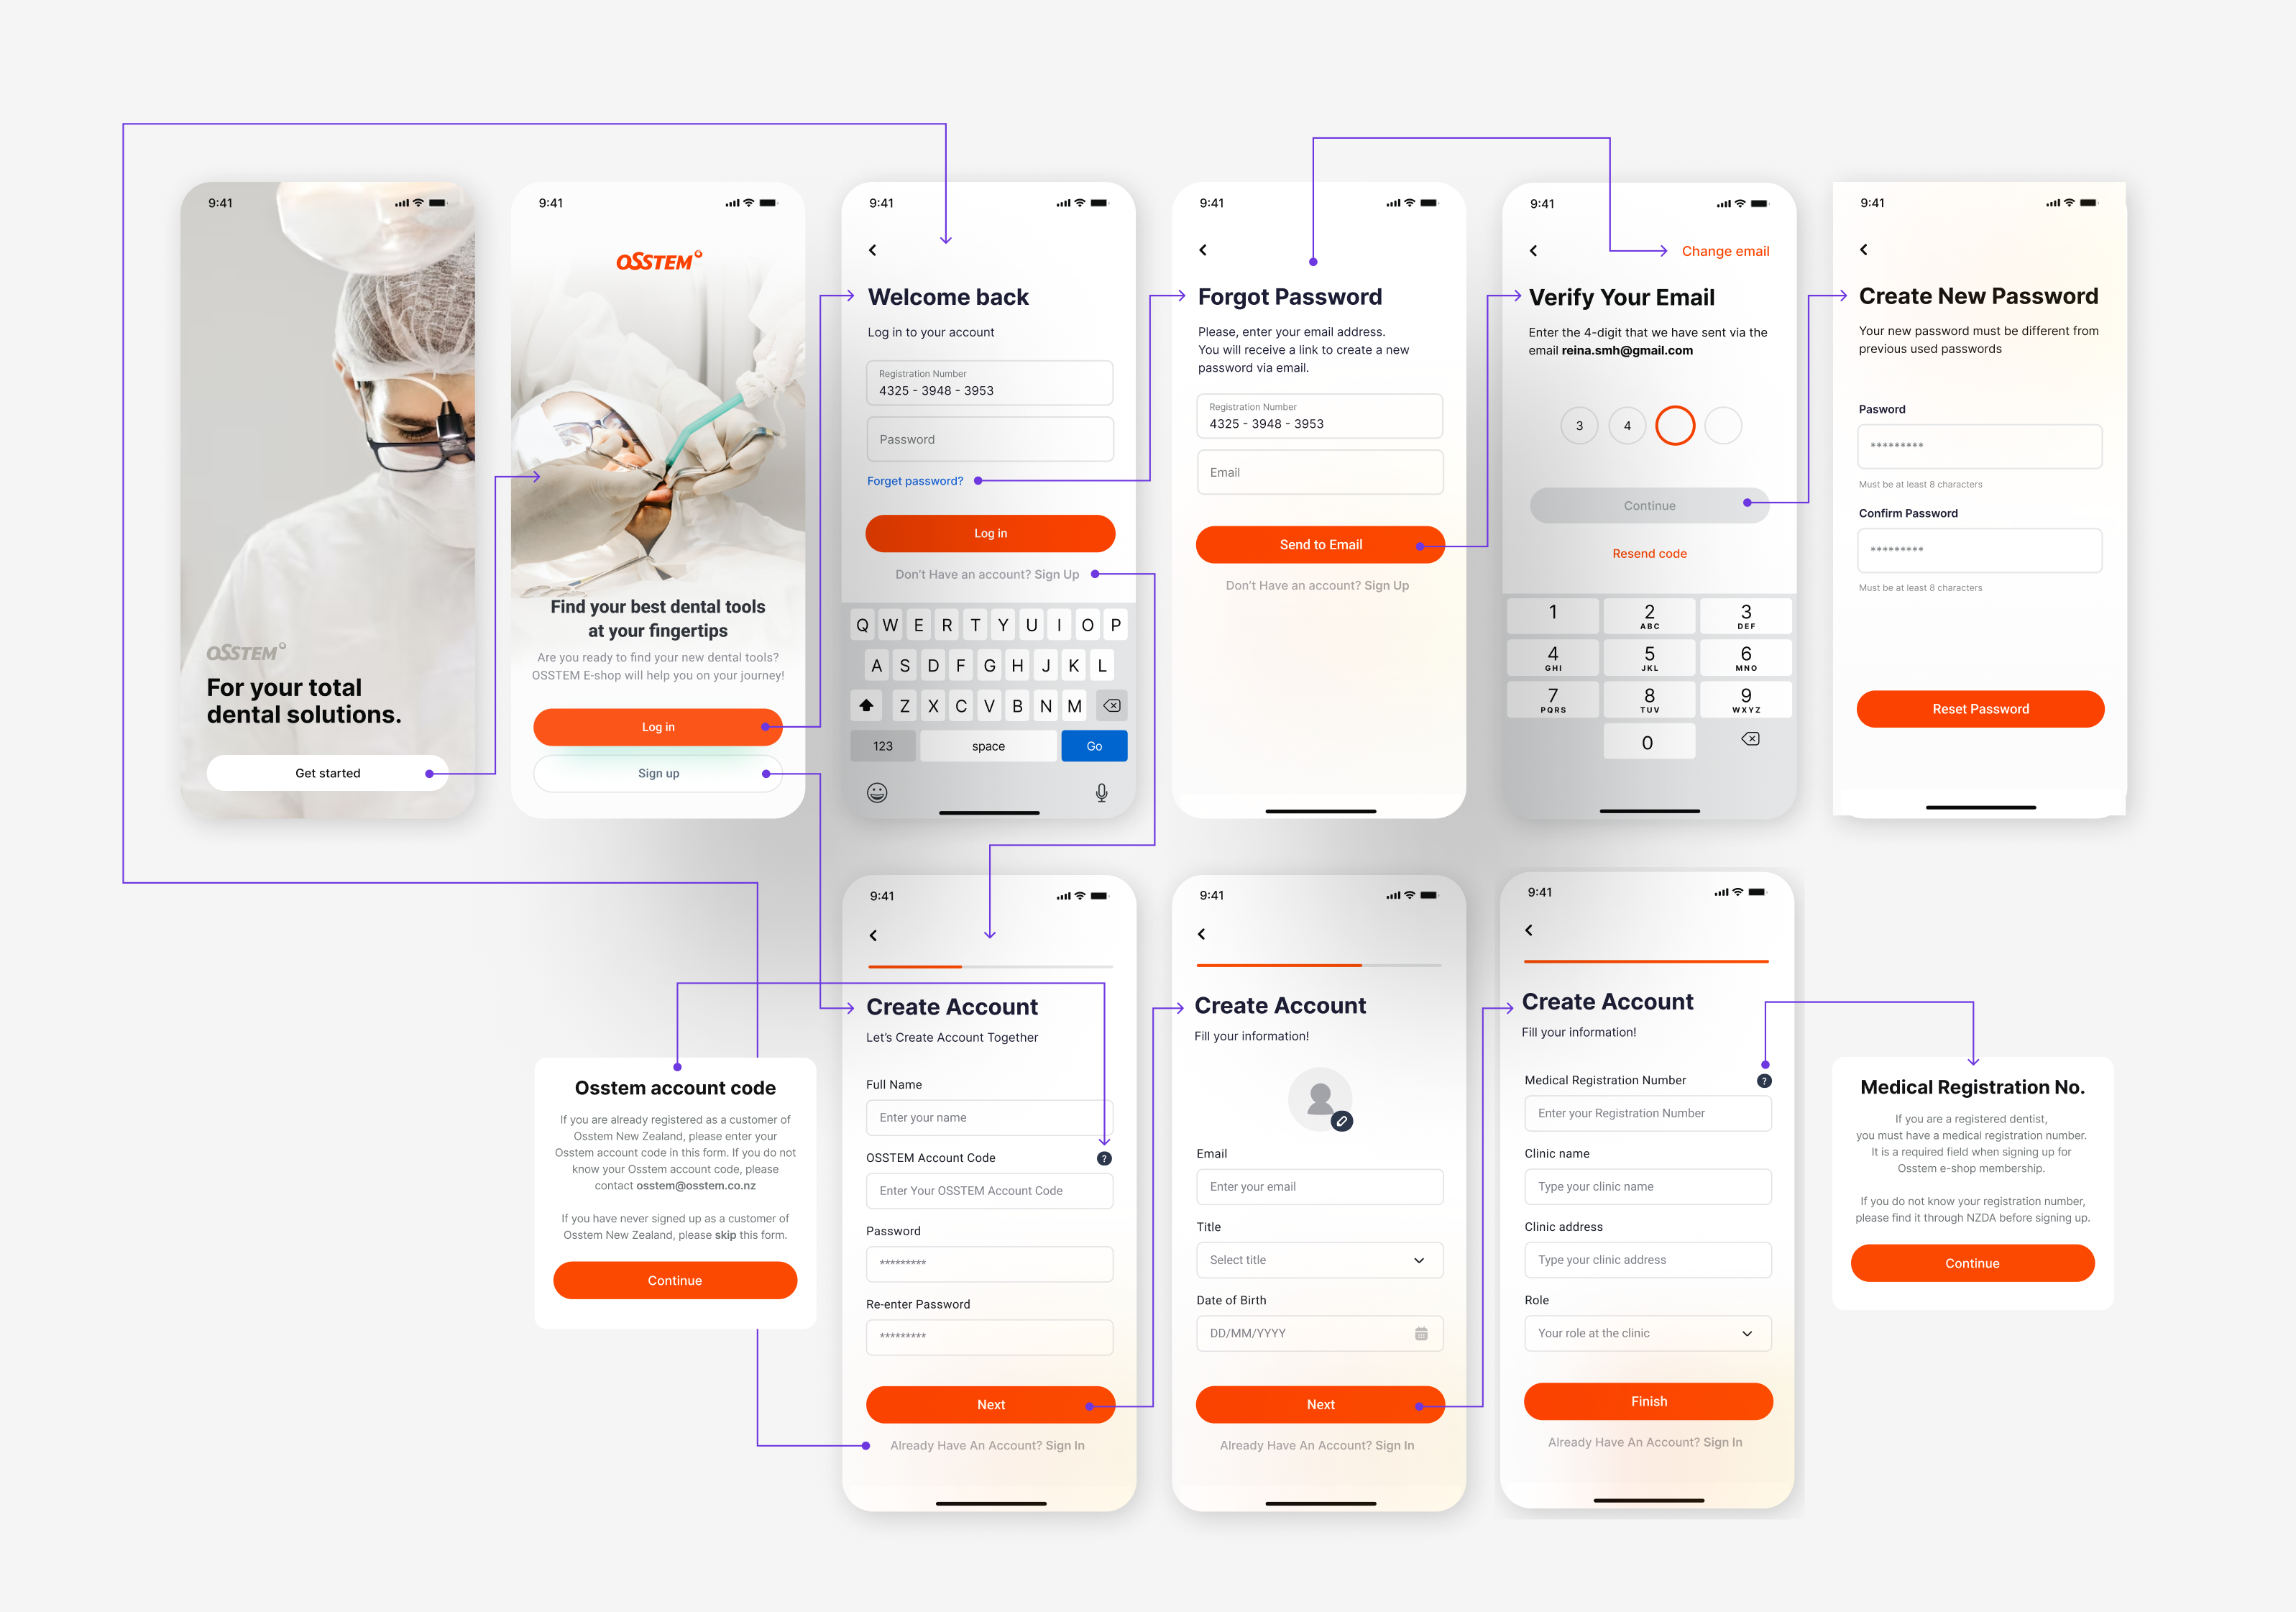 9:41
OSSTEM
For your total
dental solutions.
Get started
9:41
OSSTEM
Find your best dental tools
at your fingertips
Are you ready to find your new dental tools?
OSSTEM E-shop will help you on your journey!
Log in
Sign up
9:41
Welcome back
Log in to your account
Registration Number
4325 - 3948 - 3953
Password
Forget password?
Log in
Don't Have an account? Sign Up
Q W E R T Y U I O P
A S D F G H J K L
Z X C V B N M
123 space Go
9:41
Forgot Password
Please, enter your email address.
You will receive a link to create a new
password via email.
Registration Number
4325 - 3948 - 3953
Email
Send to Email
Don't Have an account? Sign Up
9:41
Change email
Verify Your Email
Enter the 4-digit that we have sent via the
email reina.smh@gmail.com
3 4
Continue
Resend code
1 2 3
ABC DEF
4 5 6
GHI JKL MNO
7 8 9
PQRS TUV WXYZ
0
9:41
Create New Password
Your new password must be different from
previous used passwords
Pasword
*********
Must be at least 8 characters
Confirm Password
*********
Must be at least 8 characters
Reset Password
Osstem account code
If you are already registered as a customer of
Osstem New Zealand, please enter your
Osstem account code in this form. If you do not
know your Osstem account code, please
contact osstem@osstem.co.nz
If you have never signed up as a customer of
Osstem New Zealand, please skip this form.
Continue
9:41
Create Account
Let's Create Account Together
Full Name
Enter your name
OSSTEM Account Code ?
Enter Your OSSTEM Account Code
Password
*********
Re-enter Password
*********
Next
Already Have An Account? Sign In
9:41
Create Account
Fill your information!
Email
Enter your email
Title
Select title
Date of Birth
DD/MM/YYYY
Next
Already Have An Account? Sign In
9:41
Create Account
Fill your information!
Medical Registration Number ?
Enter your Registration Number
Clinic name
Type your clinic name
Clinic address
Type your clinic address
Role
Your role at the clinic
Finish
Already Have An Account? Sign In
Medical Registration No.
If you are a registered dentist,
you must have a medical registration number.
It is a required field when signing up for
Osstem e-shop membership.
If you do not know your registration number,
please find it through NZDA before signing up.
Continue